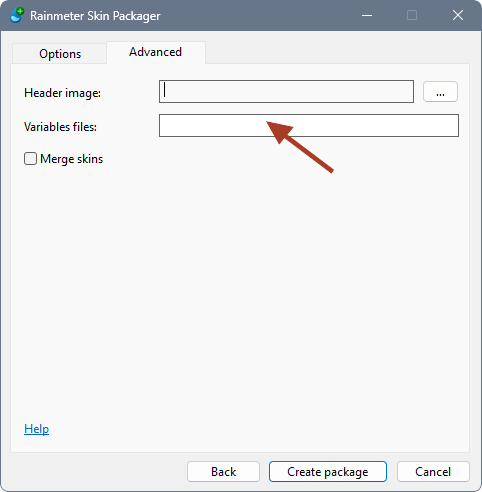 Rainmeter Skin Packager
Options Advanced
Header image: ...
Variables files:
Merge skins
Help
Back Create package Cancel